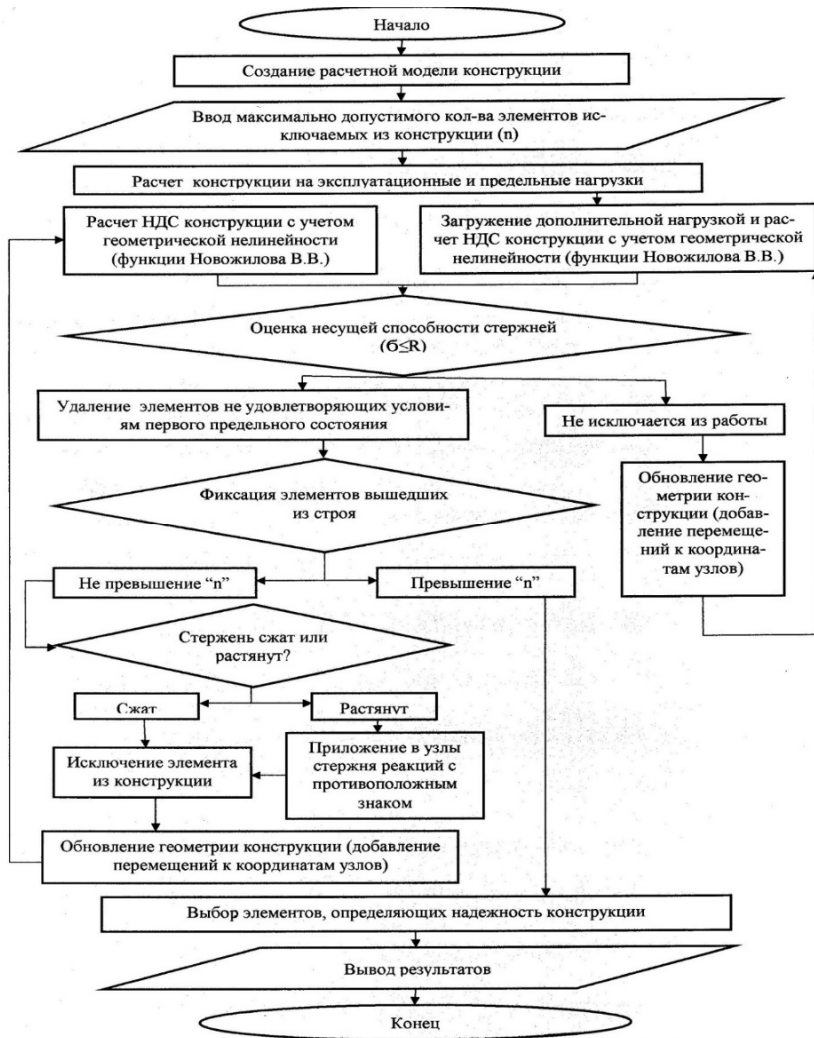 Начало
Создание расчетной модели конструкции
Ввод максимально допустимого кол-ва элементов ис-
ключаемых из конструкции (n)
Расчет конструкции на эксплуатационные и предельные нагрузки
Расчет НДС конструкции с учетом
геометрической нелинейности
(функции Новожилова В.В.)
Загружение дополнительной нагрузкой и рас-
чет НДС конструкции с учетом геометрической
нелинейности (функции Новожилова В.В.)
Оценка несущей способности стержней
(б≤R)
Удаление элементов не удовлетворяющих услови-
ям первого предельного состояния
Не исключается из работы
Фиксация элементов вышедших
из строя
Обновление гео-
метрии кон-
струкции (добав-
ление перемеще-
ний к координа-
там узлов)
Не превышение “n”
Превышение “n”
Стержень сжат или
растянут?
Сжат
Растянут
Исключение элемента
из конструкции
Приложение в узлы
стержня реакций с
противоположным
знаком
Обновление геометрии конструкции (добавление
перемещений к координатам узлов)
Выбор элементов, определяющих надежность конструкции
Вывод результатов
Конец